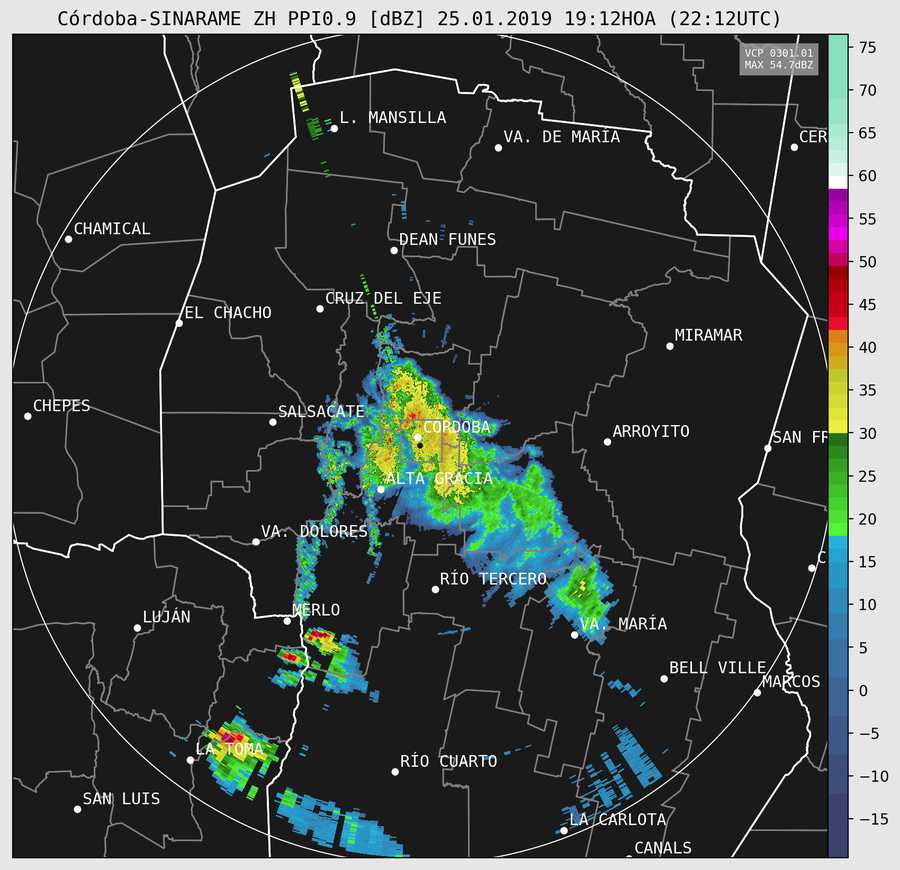 Córdoba-SINARAME ZH PPI0.9 [dBZ] 25.01.2019 19:12HOA (22:12UTC)
VCP 0301.01
MAX 54.7dBZ
L. MANSILLA
VA. DE MARÍA
CER
CHAMICAL
DEAN FUNES
CRUZ DEL EJE
EL CHACHO
MIRAMAR
CHEPES
SALSACATE
CÓRDOBA
ARROYITO
SAN FR
ALTA GRACIA
VA. DOLORES
C
RÍO TERCERO
MERLO
LUJÁN
VA. MARÍA
BELL VILLE
MARCOS
LA TOMA
RÍO CUARTO
SAN LUIS
LA CARLOTA
CANALS
75
70
65
60
55
50
45
40
35
30
25
20
15
10
5
0
−5
−10
−15